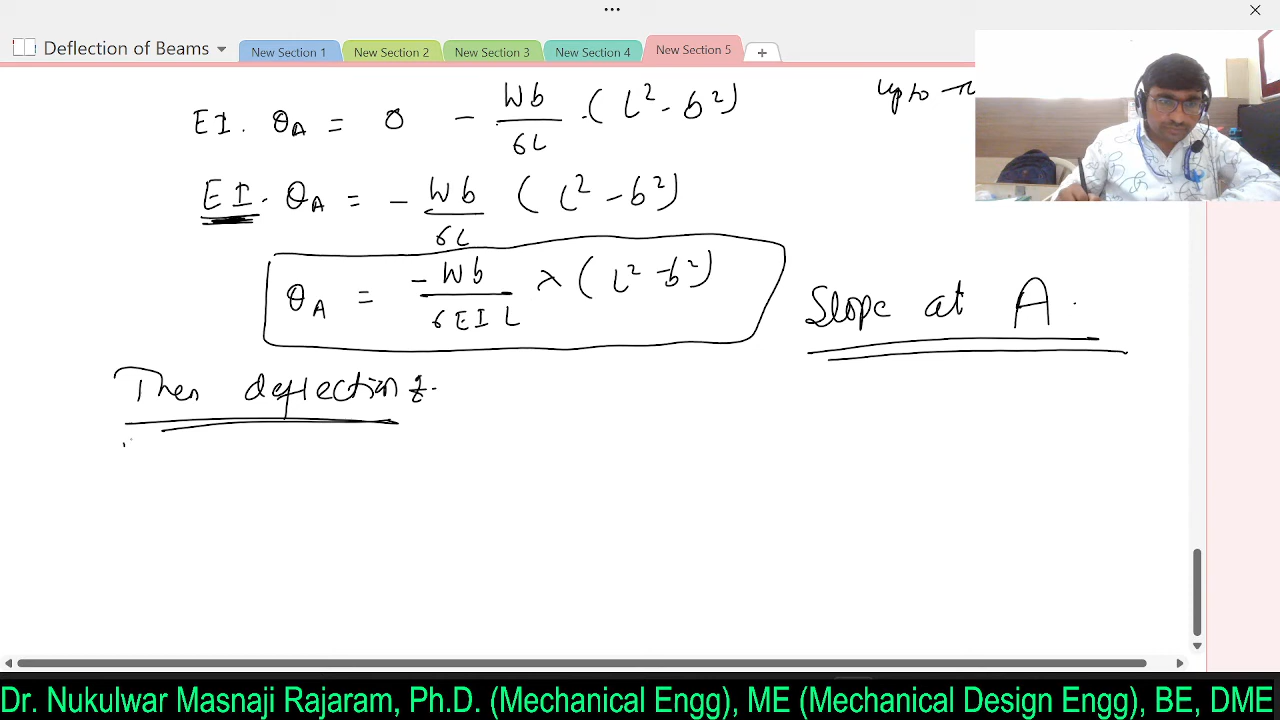 ...
Deflection of Beams
New Section 1
New Section 2
New Section 3
New Section 4
New Section 5
+
EI. θA = 0 - Wb/6L .(L² - b²)
upto
EI. θA = - Wb/6L (L² - b²)
θA = -Wb/6EIL × (L² - b²)
Slope at A.
Then deflection
Dr. Nukulwar Masnaji Rajaram, Ph.D. (Mechanical Engg), ME (Mechanical Design Engg), BE, DME